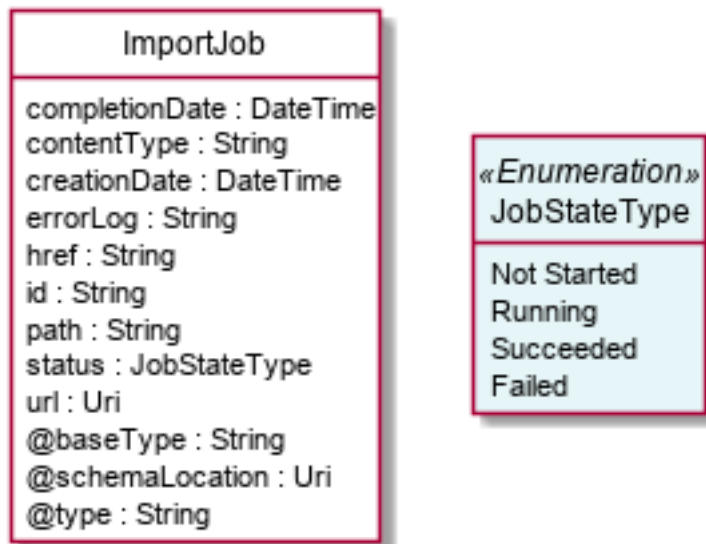 ImportJob
completionDate : DateTime
contentType : String
creationDate : DateTime
errorLog : String
href : String
id : String
path : String
status : JobStateType
url : Uri
@baseType : String
@schemaLocation : Uri
@type : String
«Enumeration»
JobStateType
Not Started
Running
Succeeded
Failed